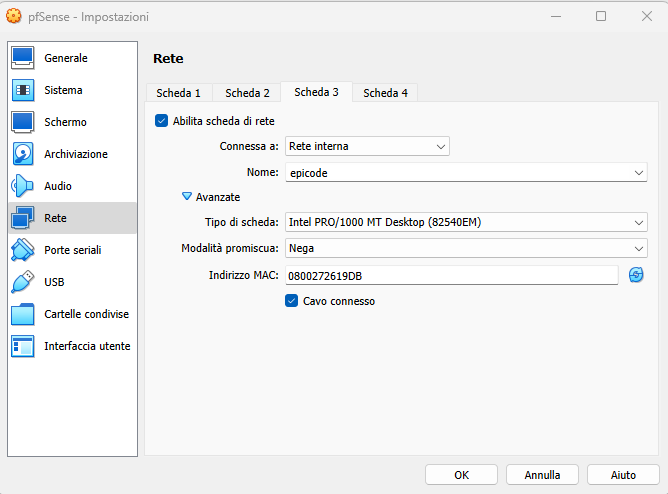 pfSense - Impostazioni
Generale
Sistema
Schermo
Archiviazione
Audio
Rete
Porte seriali
USB
Cartelle condivise
Interfaccia utente
Rete
Scheda 1 Scheda 2 Scheda 3 Scheda 4
Abilita scheda di rete
Connessa a: Rete interna
Nome: epicode
Avanzate
Tipo di scheda: Intel PRO/1000 MT Desktop (82540EM)
Modalità promiscua: Nega
Indirizzo MAC: 0800272619DB
Cavo connesso
OK Annulla Aiuto